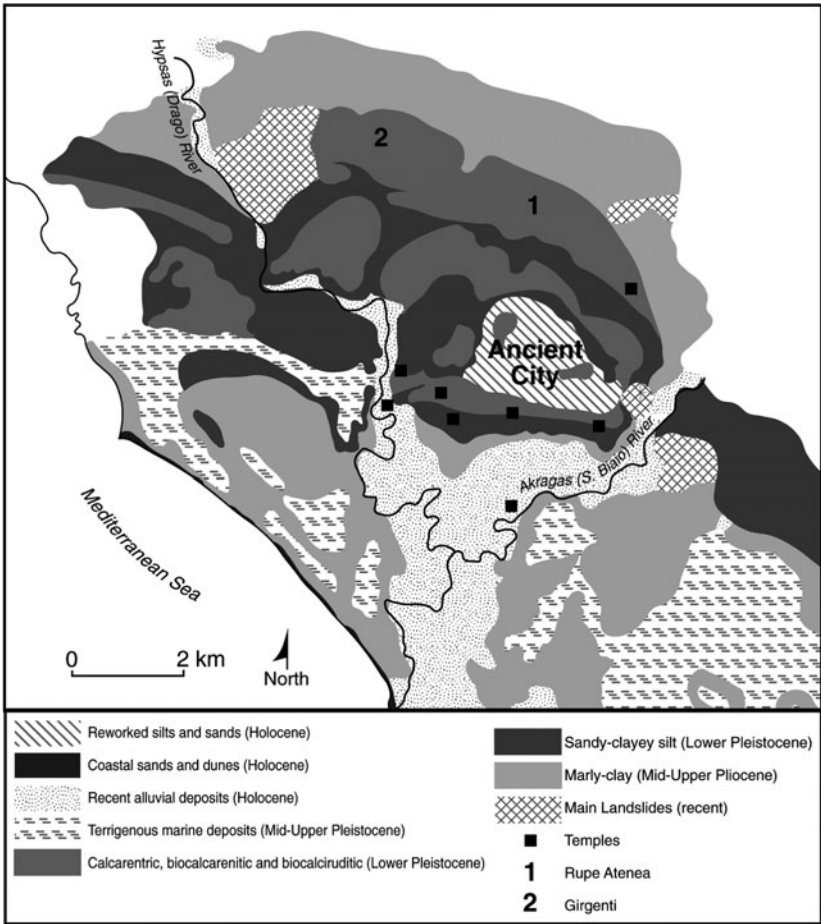 Hypsas (Drago) River
2
1
Ancient
City
Akragas (S. Biaio) River
Mediterranean Sea
0 2 km
North
Reworked silts and sands (Holocene)
Coastal sands and dunes (Holocene)
Recent alluvial deposits (Holocene)
Terrigenous marine deposits (Mid-Upper Pleistocene)
Calcarentric, biocalcarenitic and biocalciruditic (Lower Pleistocene)
Sandy-clayey silt (Lower Pleistocene)
Marly-clay (Mid-Upper Pliocene)
Main Landslides (recent)
Temples
1 Rupe Atenea
2 Girgenti